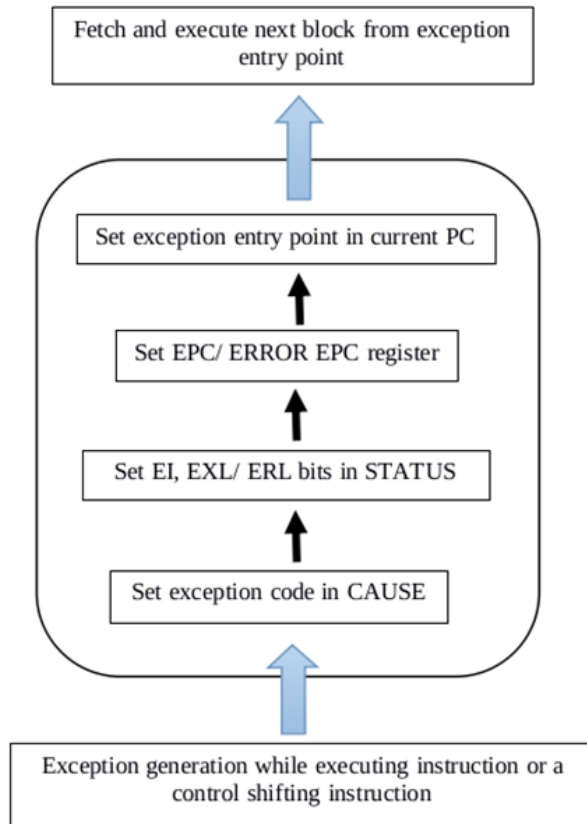 Fetch and execute next block from exception
entry point
Set exception entry point in current PC
Set EPC/ ERROR EPC register
Set EI, EXL/ ERL bits in STATUS
Set exception code in CAUSE
Exception generation while executing instruction or a
control shifting instruction